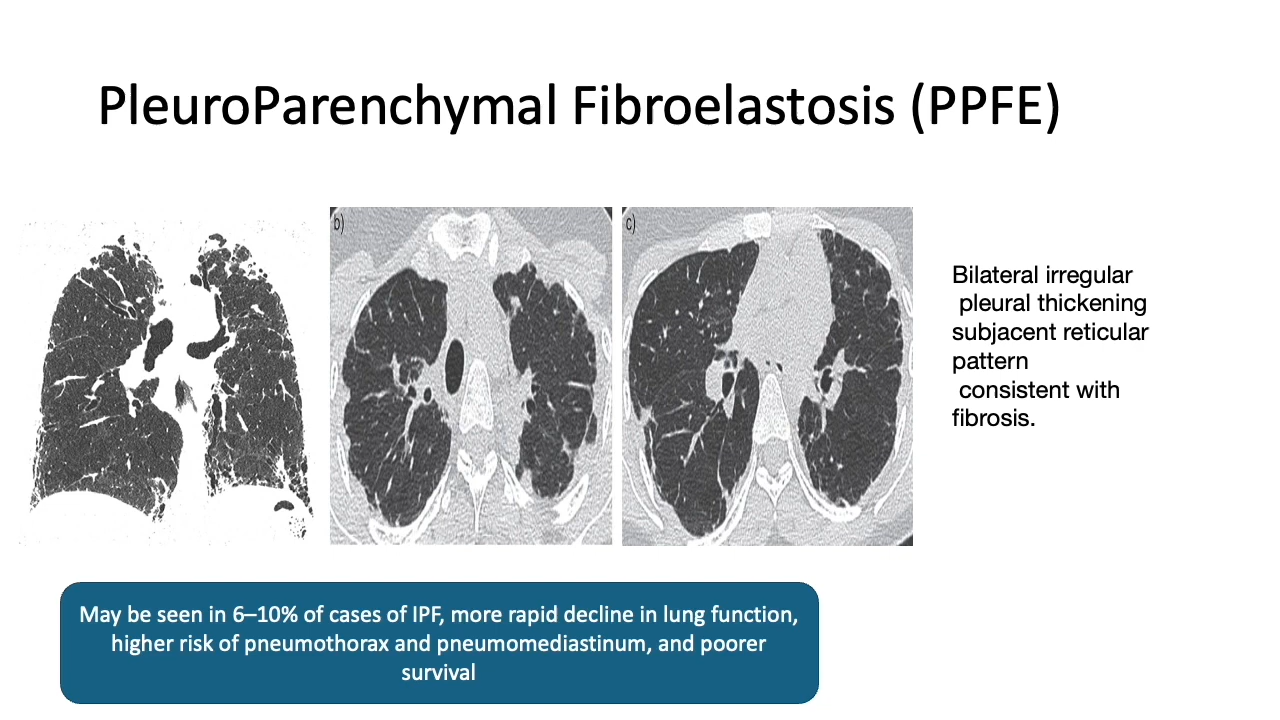 PleuroParenchymal Fibroelastosis (PPFE)
b)
c)
Bilateral irregular
pleural thickening
subjacent reticular
pattern
consistent with
fibrosis.
May be seen in 6–10% of cases of IPF, more rapid decline in lung function,
higher risk of pneumothorax and pneumomediastinum, and poorer
survival